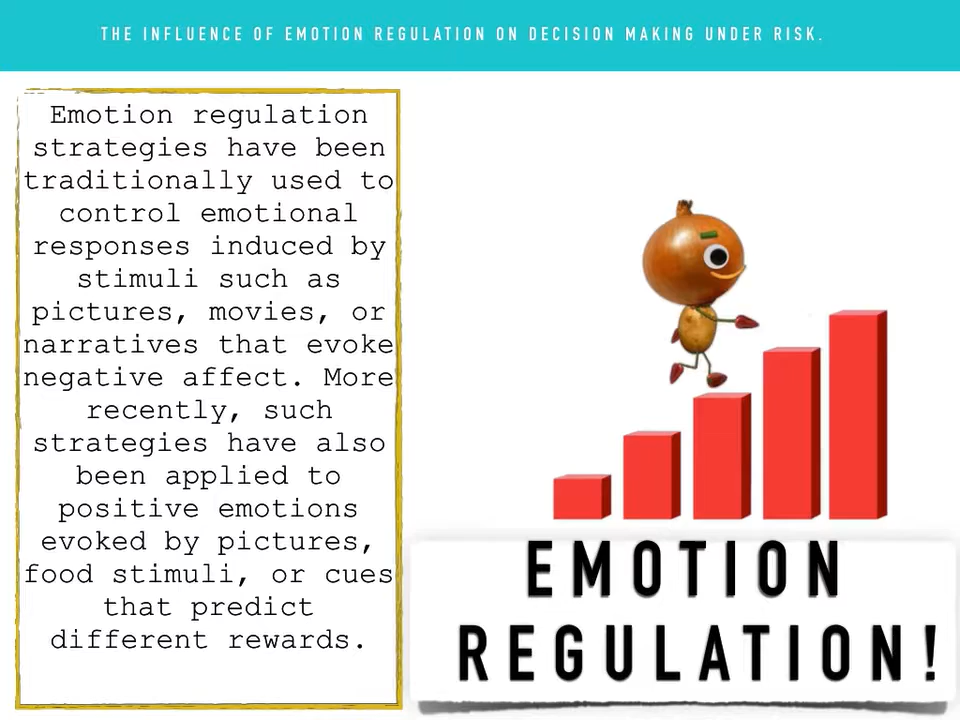 THE INFLUENCE OF EMOTION REGULATION ON DECISION MAKING UNDER RISK.
Emotion regulation
strategies have been
traditionally used to
control emotional
responses induced by
stimuli such as
pictures, movies, or
narratives that evoke
negative affect. More
recently, such
strategies have also
been applied to
positive emotions
evoked by pictures,
food stimuli, or cues
that predict
different rewards.
EMOTION
REGULATION!